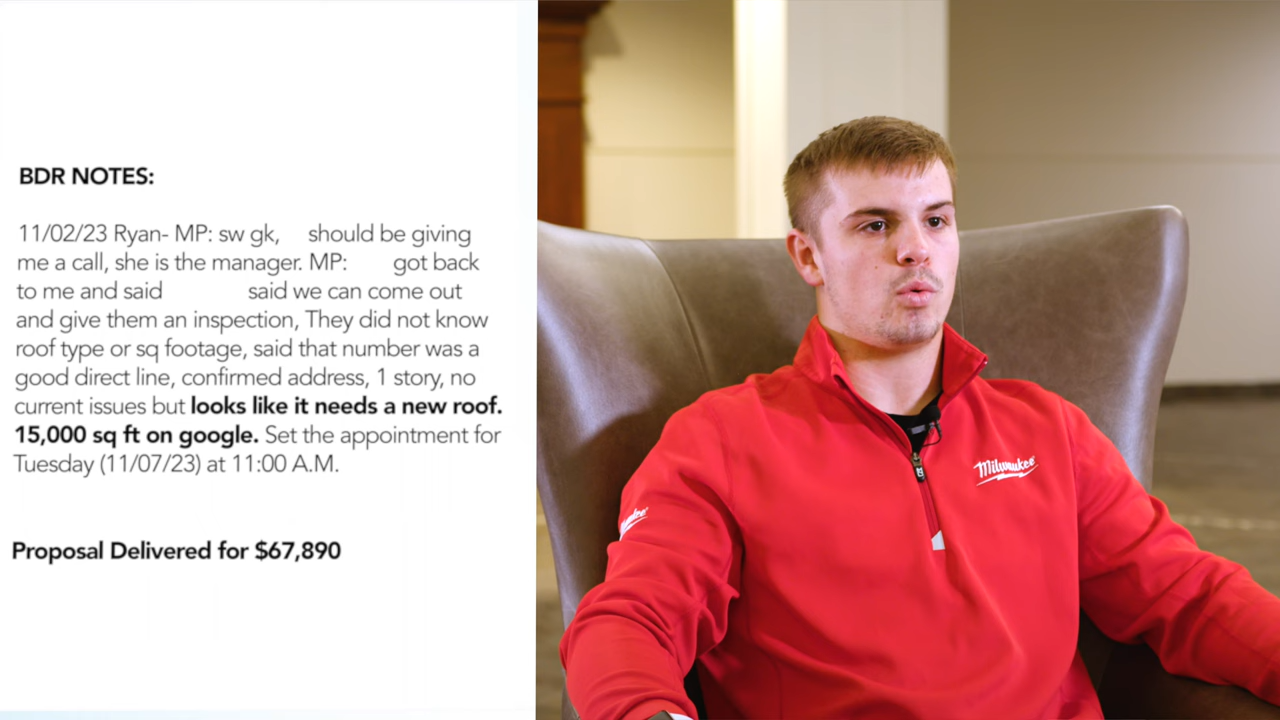 BDR NOTES:
11/02/23 Ryan- MP: sw gk, should be giving
me a call, she is the manager. MP: got back
to me and said said we can come out
and give them an inspection, They did not know
roof type or sq footage, said that number was a
good direct line, confirmed address, 1 story, no
current issues but looks like it needs a new roof.
15,000 sq ft on google. Set the appointment for
Tuesday (11/07/23) at 11:00 A.M.
Proposal Delivered for $67,890
Milwaukee